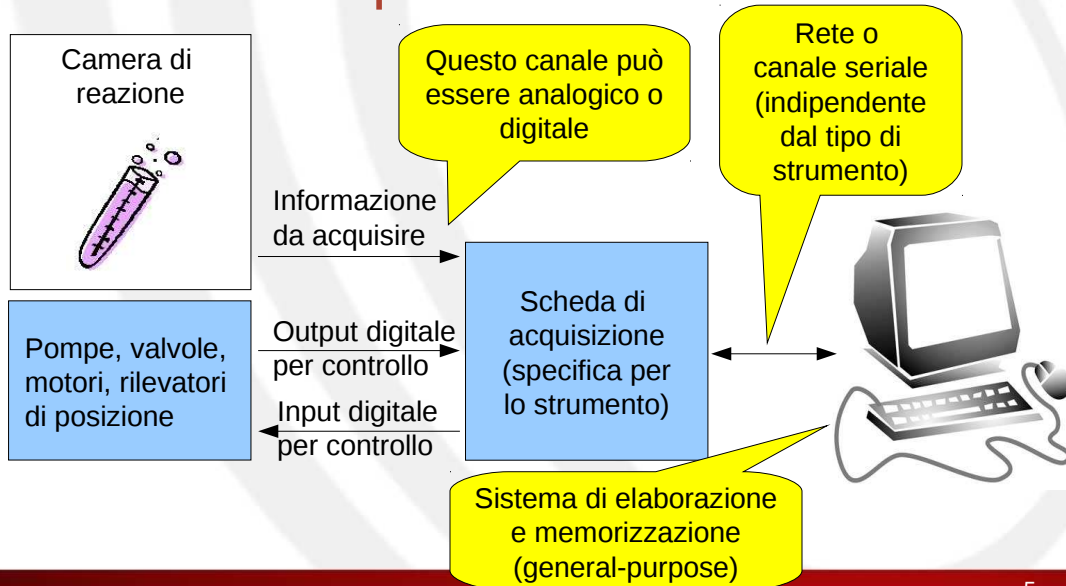 Camera di
reazione
Questo canale può
essere analogico o
digitale
Rete o
canale seriale
(indipendente
dal tipo di
strumento)
Informazione
da acquisire
Pompe, valvole,
motori, rilevatori
di posizione
Output digitale
per controllo
Input digitale
per controllo
Scheda di
acquisizione
(specifica per
lo strumento)
Sistema di elaborazione
e memorizzazione
(general-purpose)
5